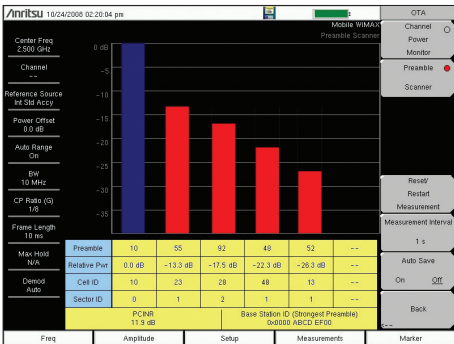 Anritsu 10/24/2008 02:20:04 pm
Mobile WiMAX
Preamble Scanner
Center Freq
2.500 GHz
Channel
--
Reference Source
Int Std Accy
Power Offset
0.0 dB
Auto Range
On
BW
10 MHz
CP Ratio (G)
1/8
Frame Length
10 ms
Max Hold
N/A
Demod
Auto
0 dB
-5
-10
-15
-20
-25
-30
-35
Preamble 10 55 92 48 52 --
Relative Pwr 0.0 dB -13.3 dB -17.5 dB -22.3 dB -26.3 dB --
Cell ID 10 23 28 48 13 --
Sector ID 0 1 2 1 1 --
PCINR
11.9 dB
Base Station ID (Strongest Preamble)
0x0000 ABCD EF00
OTA
Channel
Power
Monitor
Preamble
Scanner
Reset/
Restart
Measurement
Measurement Interval
1 s
Auto Save
On Off
Back
<--
Freq Amplitude Setup Measurements Marker